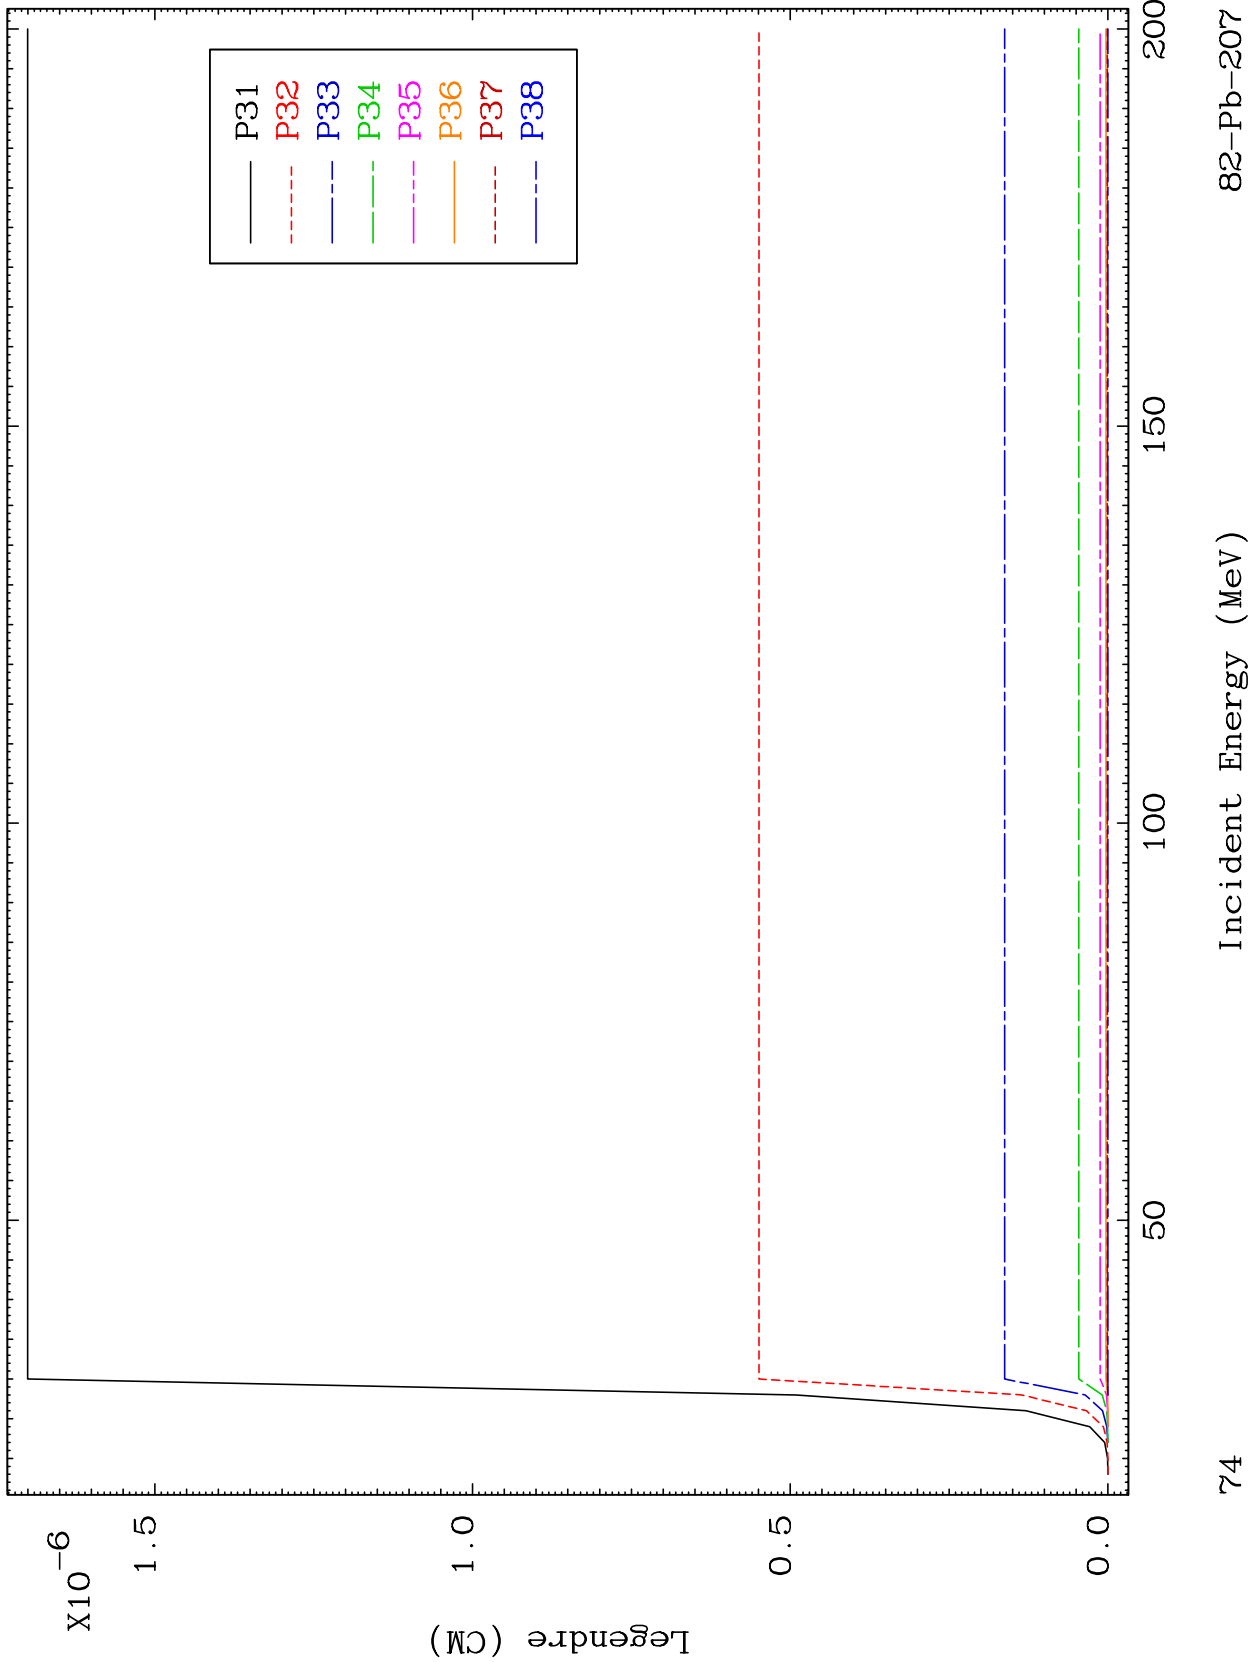 X10-6
1.5
1.0
0.5
0.0
Legendre (CM)
P31
P32
P33
P34
P35
P36
P37
P38
50
100
150
200
74
Incident Energy (MeV)
82-Pb-207